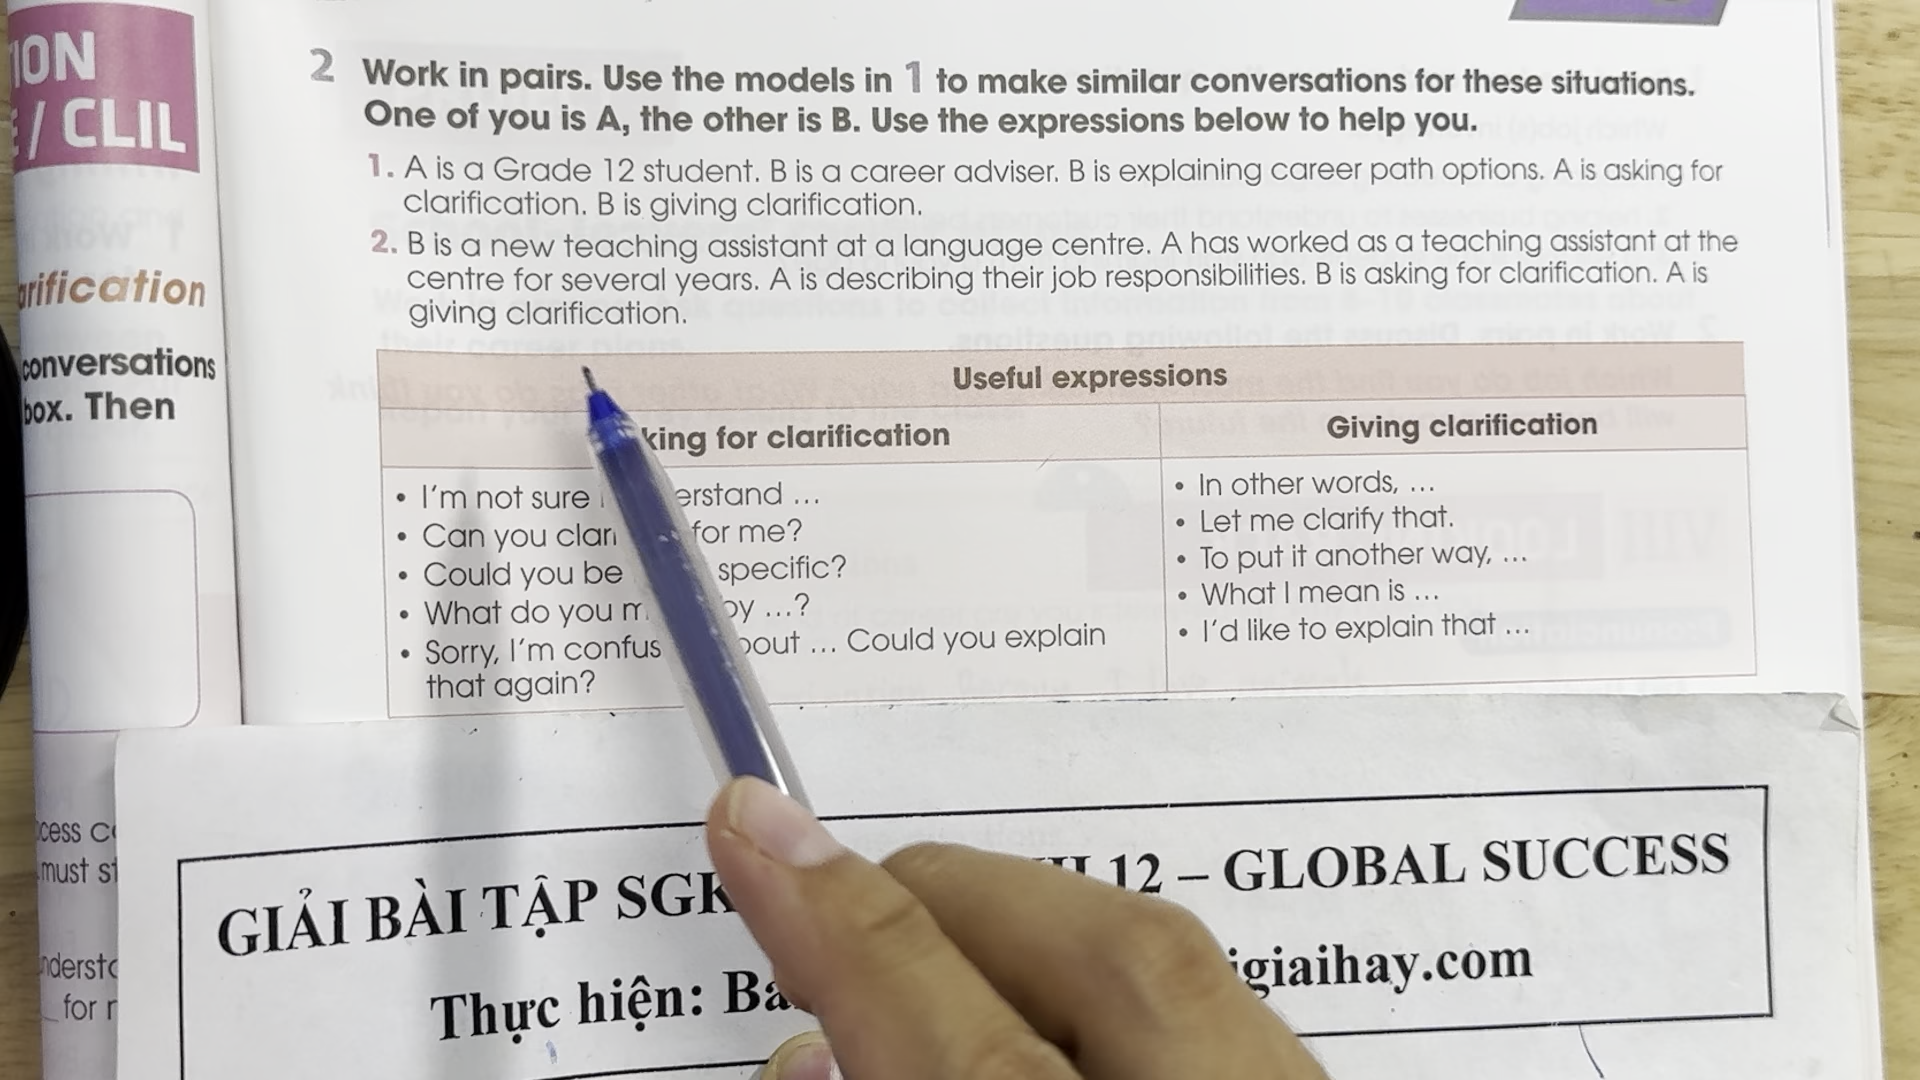 ION
/ CLIL
arification
conversations
box. Then
2 Work in pairs. Use the models in 1 to make similar conversations for these situations.
One of you is A, the other is B. Use the expressions below to help you.
1. A is a Grade 12 student. B is a career adviser. B is explaining career path options. A is asking for
clarification. B is giving clarification.
2. B is a new teaching assistant at a language centre. A has worked as a teaching assistant at the
centre for several years. A is describing their job responsibilities. B is asking for clarification. A is
giving clarification.
Useful expressions
king for clarification
• I'm not sure erstand ...
• Can you clari for me?
• Could you be specific?
• What do you m by ...?
• Sorry, I'm confus bout ... Could you explain
that again?
Giving clarification
• In other words, ...
• Let me clarify that.
• To put it another way, ...
• What I mean is ...
• I'd like to explain that ...
cess c
must st
nderst
for r
GIẢI BÀI TẬP SGK 12 – GLOBAL SUCCESS
Thực hiện: Ba igiaihay.com